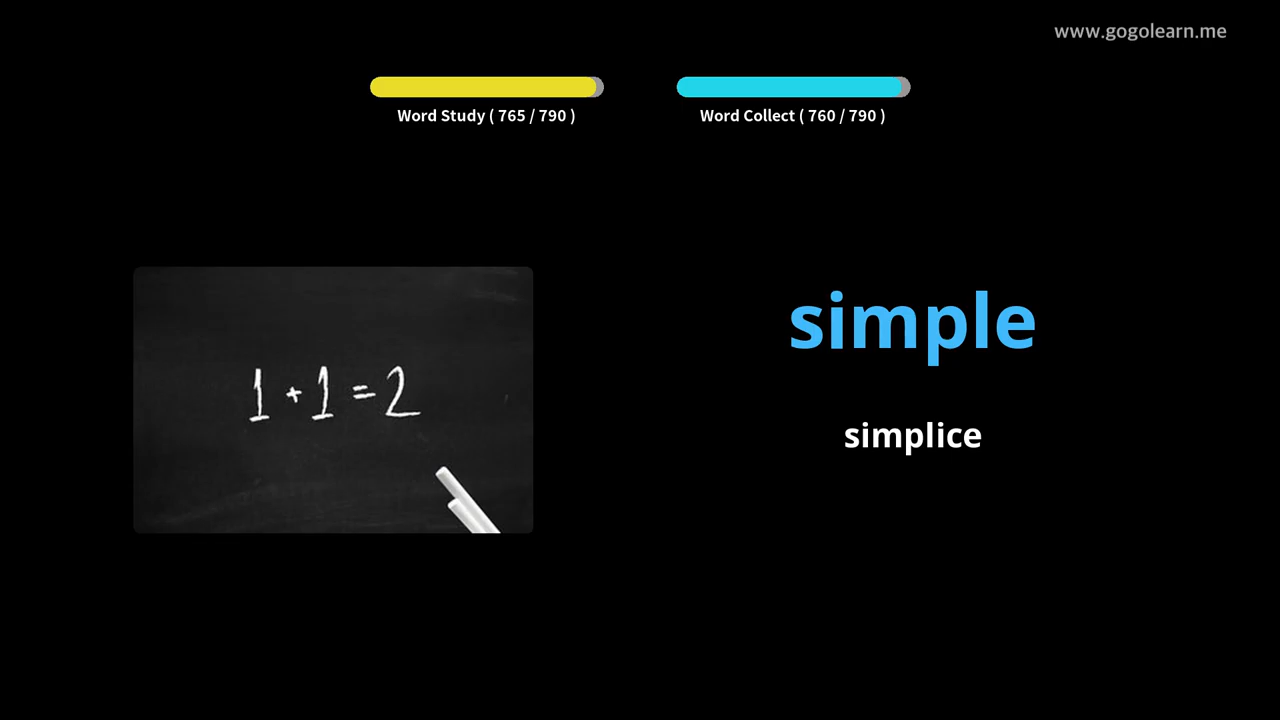 www.gogolearn.me
Word Study ( 765 / 790 )
Word Collect ( 760 / 790 )
1 + 1 = 2
simple
simplice